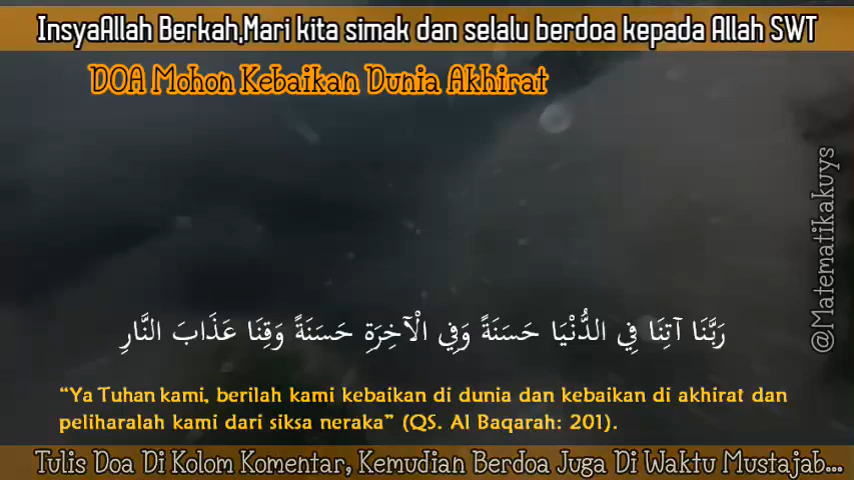 InsyaAllah Berkah,Mari kita simak dan selalu berdoa kepada Allah SWT
DOA Mohon Kebaikan Dunia Akhirat
@Matematikakuys
رَبَّنَا آتِنَا فِي الدُّنْيَا حَسَنَةً وَفِي الْآخِرَةِ حَسَنَةً وَقِنَا عَذَابَ النَّارِ
“Ya Tuhan kami, berilah kami kebaikan di dunia dan kebaikan di akhirat dan
peliharalah kami dari siksa neraka” (QS. Al Baqarah: 201).
Tulis Doa Di Kolom Komentar, Kemudian Berdoa Juga Di Waktu Mustajab...